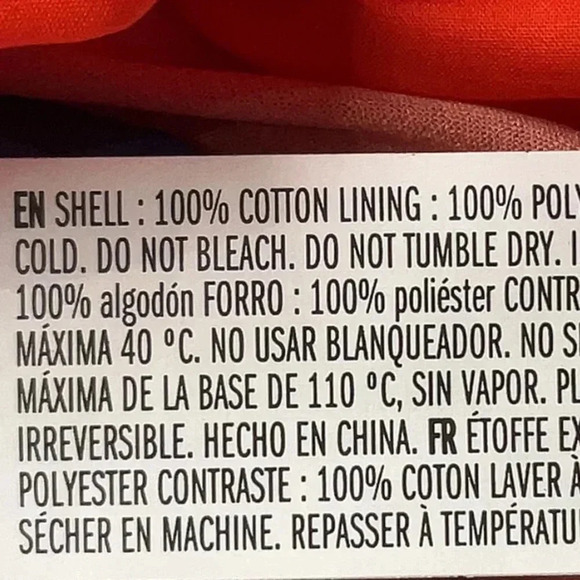 EN SHELL : 100% COTTON LINING : 100% POLY
COLD. DO NOT BLEACH. DO NOT TUMBLE DRY. I
100% algodón FORRO : 100% poliéster CONTR
MÁXIMA 40 ºC. NO USAR BLANQUEADOR. NO S
MÁXIMA DE LA BASE DE 110 ºC, SIN VAPOR. PL
IRREVERSIBLE. HECHO EN CHINA. FR ÉTOFFE EX
POLYESTER CONTRASTE : 100% COTON LAVER À
SÉCHER EN MACHINE. REPASSER À TEMPÉRATU